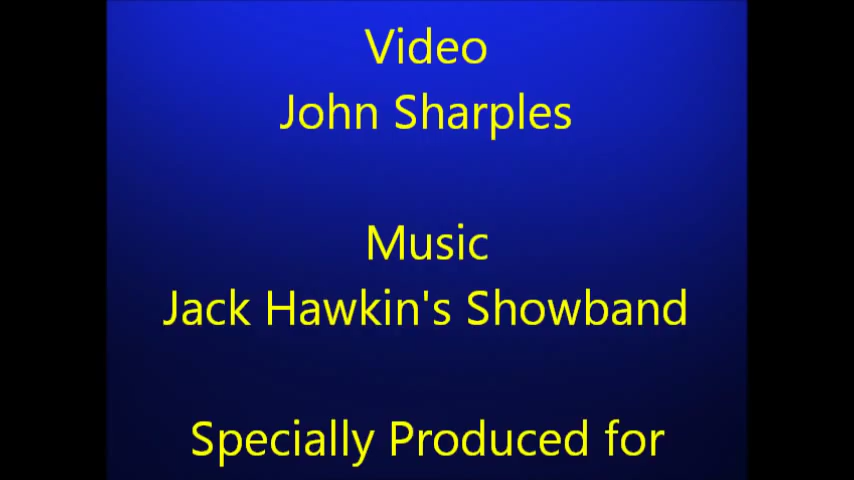 Video
John Sharples
Music
Jack Hawkin's Showband
Specially Produced for